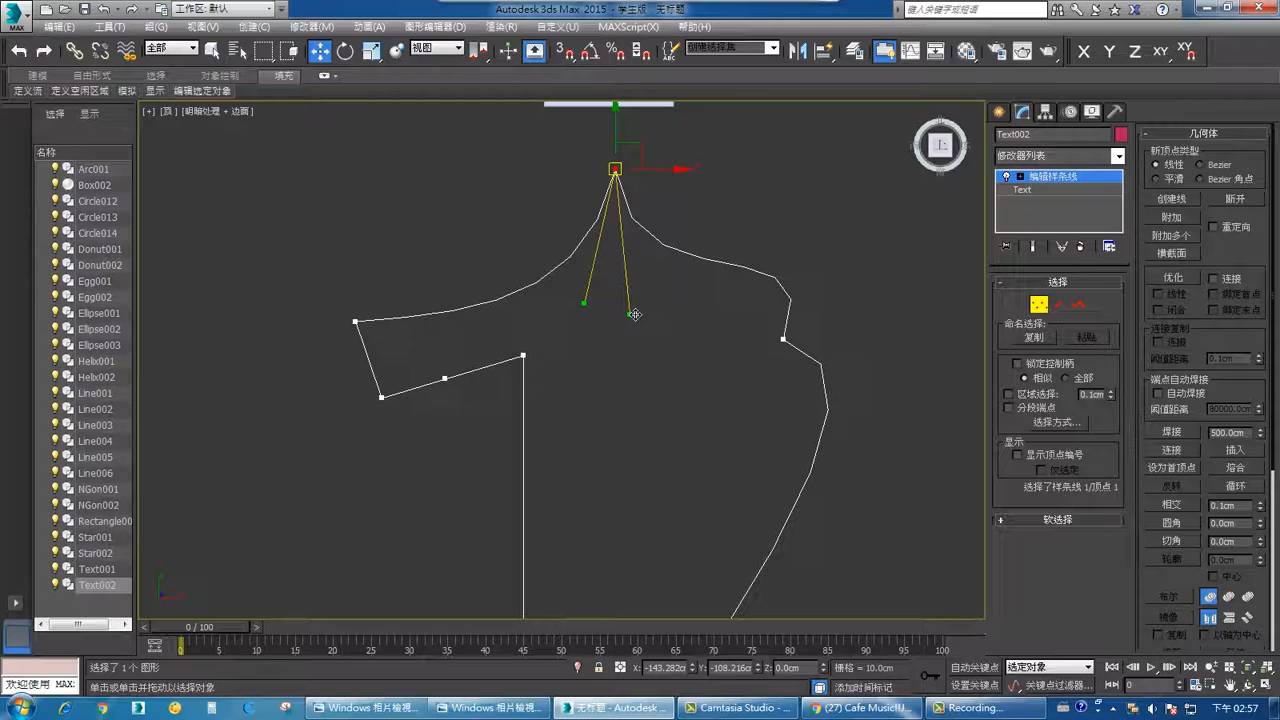 工作区: 默认
Autodesk 3ds Max 2015 - 学生版 无标题
键入关键字或短语
MAX
编辑(E) 工具(T) 组(G) 视图(V) 创建(C) 修改器(M) 动画(A) 图形编辑器(D) 渲染(R) 自定义(U) MAXScript(X) 帮助(H)
全部 视图 创建选择集 X Y Z XY XY
建模 自由形式 选择 对象绘制 填充
定义流 定义空闲区域 模拟 显示 编辑选定对象
选择 显示
名称
Arc001
Box002
Circle012
Circle013
Circle014
Donut001
Donut002
Egg001
Egg002
Ellipse001
Ellipse002
Ellipse003
Helix001
Helix002
Line001
Line002
Line003
Line004
Line005
Line006
NGon001
NGon002
Rectangle00
Star001
Star002
Text001
Text002
[+] [顶 ] [明暗处理 + 边面 ]
上
Text002
修改器列表
编辑样条线
Text
选择
命名选择:
复制 粘贴
锁定控制柄
相似 全部
区域选择: 0.1cm
分段端点
选择方式...
显示
显示顶点编号
仅选定
选择了样条线 1/顶点 1
软选择
几何体
新顶点类型
线性 Bezier
平滑 Bezier 角点
创建线 断开
附加 重定向
附加多个
横截面
优化 连接
线性 绑定首点
闭合 绑定末点
连接复制
连接
阈值距离 0.1cm
端点自动焊接
自动焊接
阈值距离 80000.0cm
焊接 500.0cm
连接 插入
设为首顶点 熔合
反转 循环
相交 0.1cm
圆角 0.0cm
切角 0.0cm
轮廓 0.0cm
中心
布尔
镜像
复制 以轴为中心
0 / 100
0 5 10 15 20 25 30 35 40 45 50 55 60 65 70 75 80 85 90 95 100
选择了 1 个 图形
X: -143.282c Y: -108.216c Z: 0.0cm 栅格 = 10.0cm 自动关键点 选定对象
欢迎使用 MAX:
单击或单击并拖动以选择对象
添加时间标记 设置关键点 关键点过滤器... 0
Windows 相片檢視... Windows 相片檢視... 无标题 - Autodesk ... Camtasia Studio - ... (27) Cafe Music!!... Recording... 下午 02:57